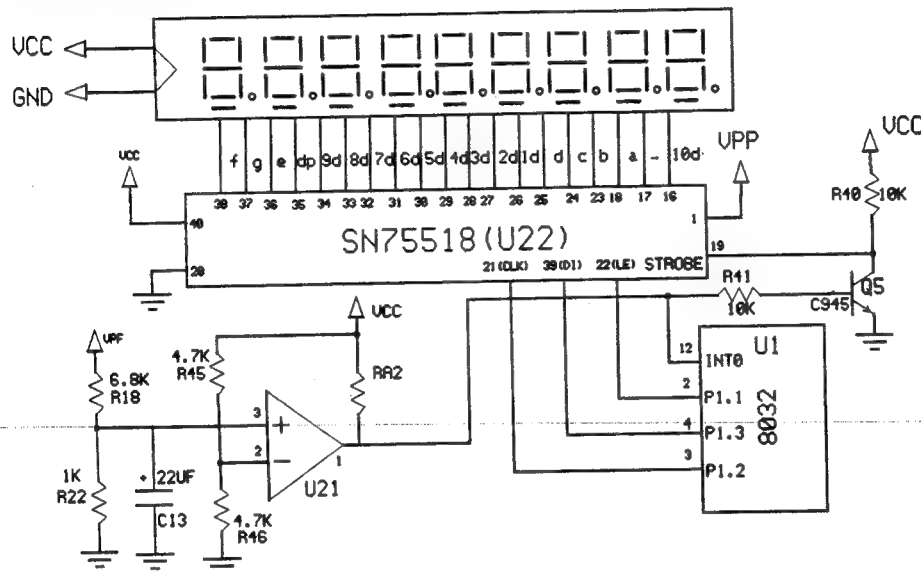 VCC
GND
f g e dp 9d 8d 7d 6d 5d 4d 3d 2d 1d d c b a - 10d
VCC
VPP
VCC
38 37 36 35 34 33 32 31 30 29 28 27 26 25 24 23 18 17 16
R40 10K
40
SN75518(U22)
1
19
20
21(CLK) 39(DI) 22(LE) STROBE
R41
10K
C945
Q5
VCC
VPF
6.8K
R18
4.7K
R45
RA2
12 INT0
U1
2 P1.1
8032
4 P1.3
3 P1.2
3 +
2 -
1
U21
1K
R22
+ 22UF
C13
4.7K
R46